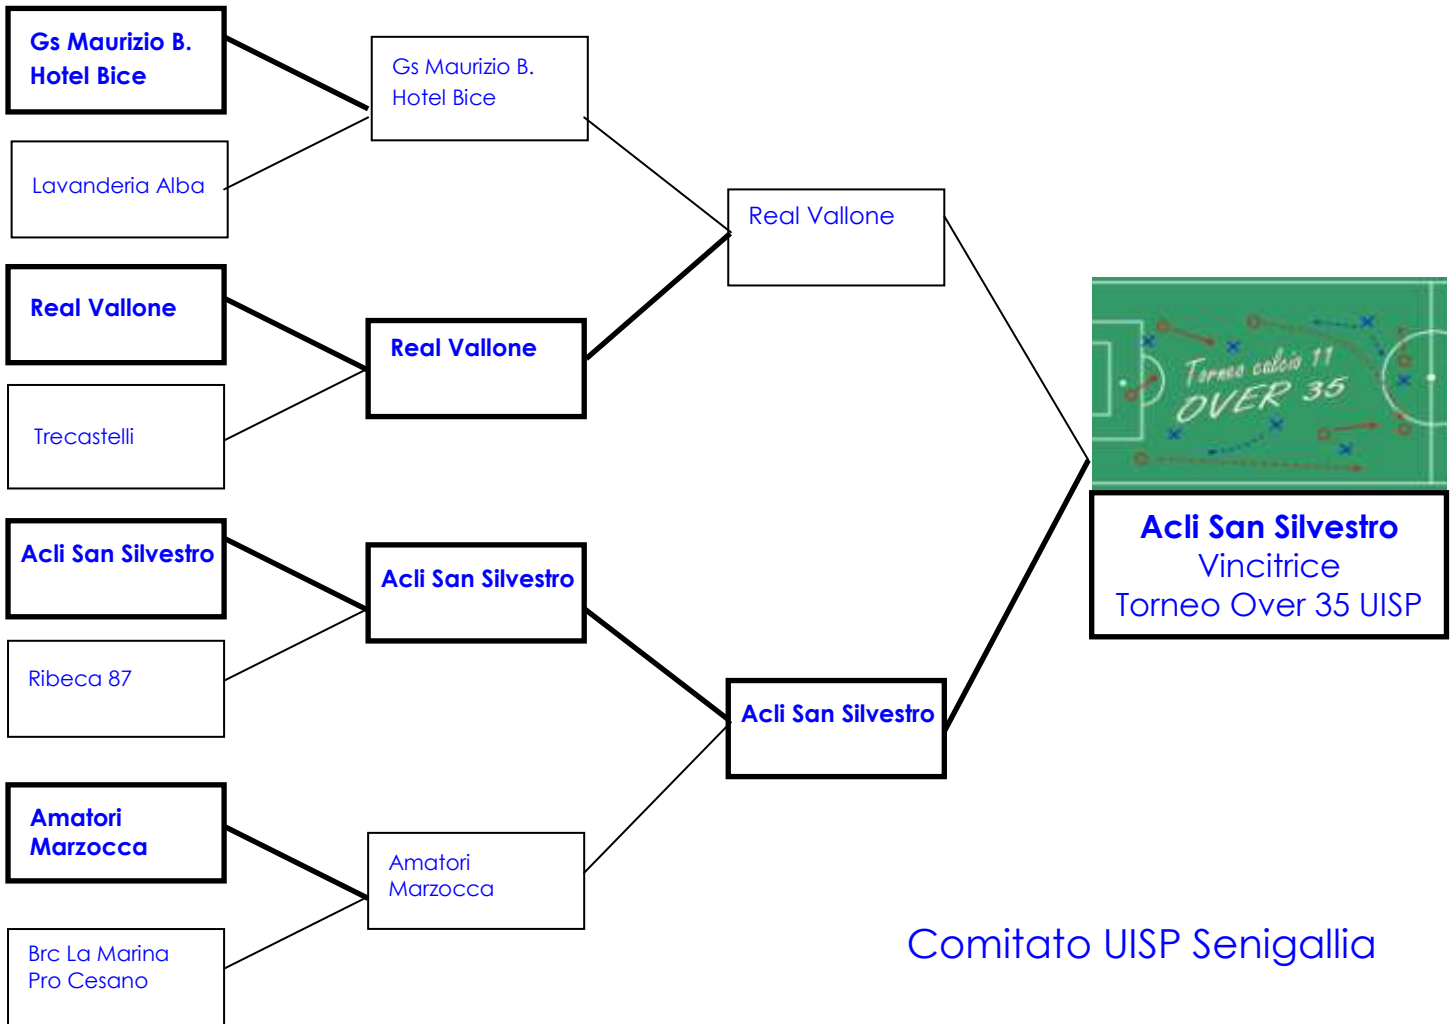 Gs Maurizio B.
Hotel Bice
Lavanderia Alba
Real Vallone
Trecastelli
Acli San Silvestro
Ribeca 87
Amatori
Marzocca
Brc La Marina
Pro Cesano
Gs Maurizio B.
Hotel Bice
Real Vallone
Acli San Silvestro
Amatori
Marzocca
Real Vallone
Acli San Silvestro
Torneo calcio 11
OVER 35
Acli San Silvestro
Vincitrice
Torneo Over 35 UISP
Comitato UISP Senigallia